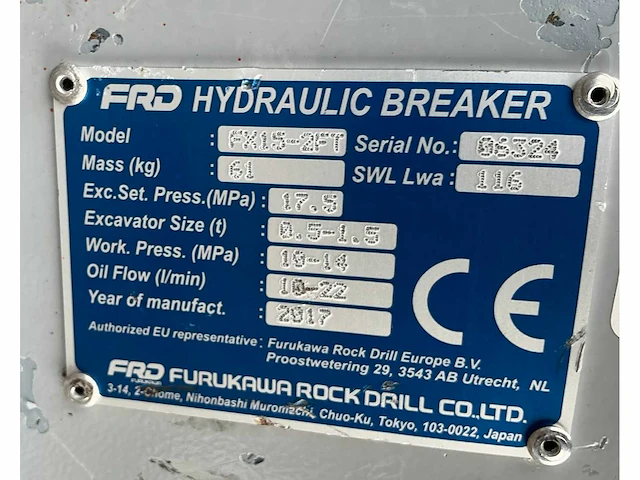 FRD HYDRAULIC BREAKER
Model : FX15-2FT Serial No.: 06324
Mass (kg) : 61 SWL Lwa : 116
Exc.Set. Press.(MPa) : 17.5
Excavator Size (t) : 0.5-1.5
Work. Press. (MPa) : 10-14
Oil Flow (l/min) : 10-22
Year of manufact. : 2017
CE
Authorized EU representative : Furukawa Rock Drill Europe B.V.
Proostwetering 29, 3543 AB Utrecht, NL
FRD FURUKAWA FURUKAWA ROCK DRILL CO.LTD.
3-14, 2-Chome, Nihonbashi Muromachi, Chuo-Ku, Tokyo, 103-0022, Japan